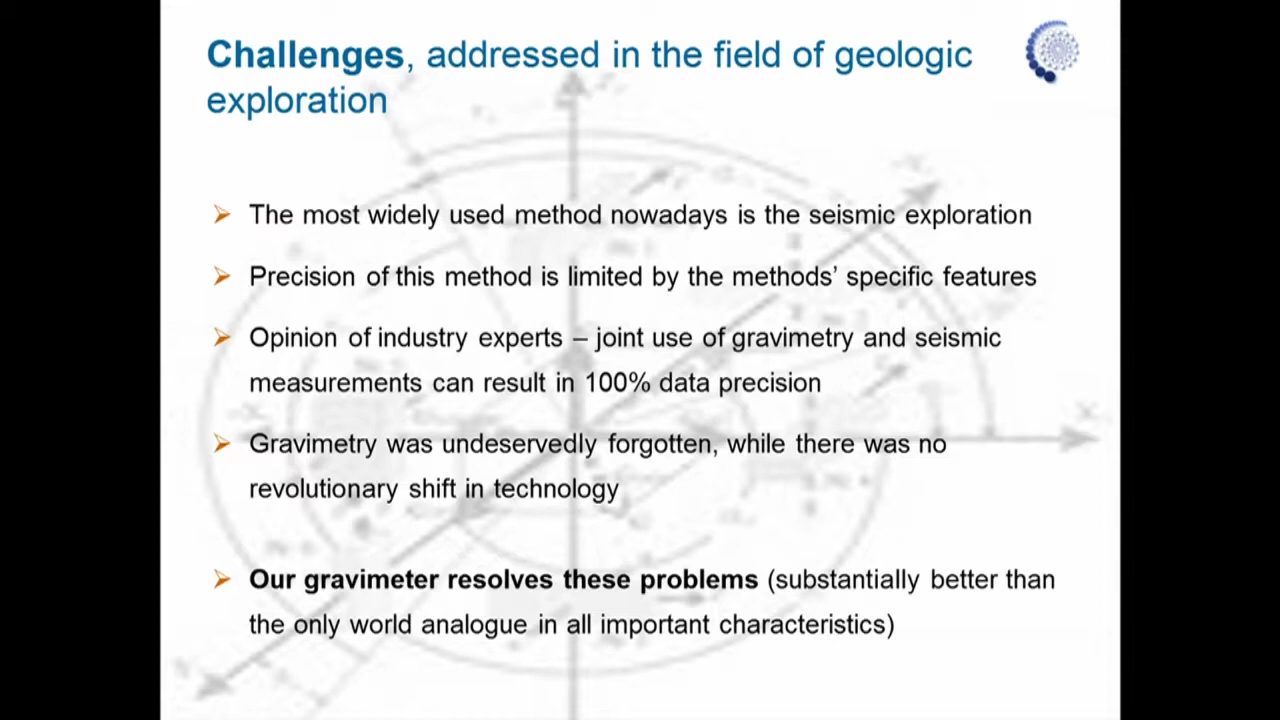 Challenges, addressed in the field of geologic
exploration
The most widely used method nowadays is the seismic exploration
Precision of this method is limited by the methods’ specific features
Opinion of industry experts – joint use of gravimetry and seismic
measurements can result in 100% data precision
Gravimetry was undeservedly forgotten, while there was no
revolutionary shift in technology
Our gravimeter resolves these problems (substantially better than
the only world analogue in all important characteristics)